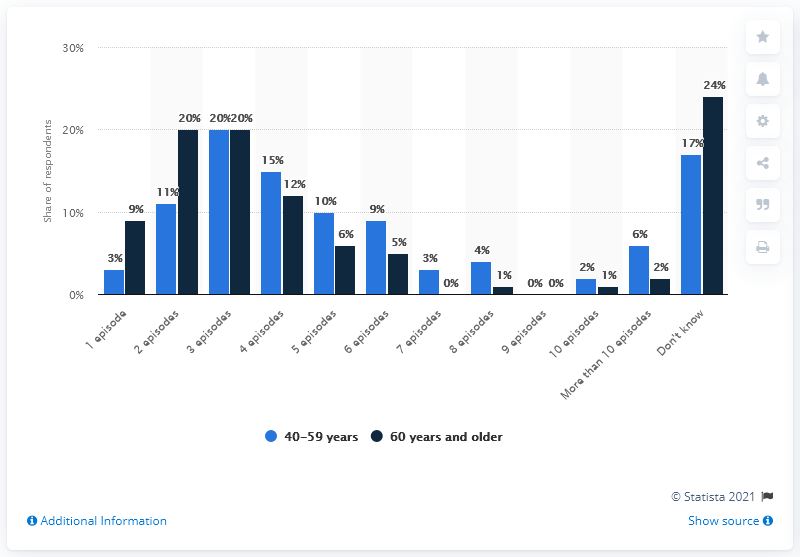 30%
20%
10%
0%
Share of respondents
3%
9%
11%
20%
20%
20%
15%
12%
10%
6%
9%
5%
3%
0%
4%
1%
0%
0%
2%
1%
6%
2%
17%
24%
1 episode
2 episodes
3 episodes
4 episodes
5 episodes
6 episodes
7 episodes
8 episodes
9 episodes
10 episodes
More than 10 episodes
Don't know
40-59 years
60 years and older
© Statista 2021
Additional Information
Show source